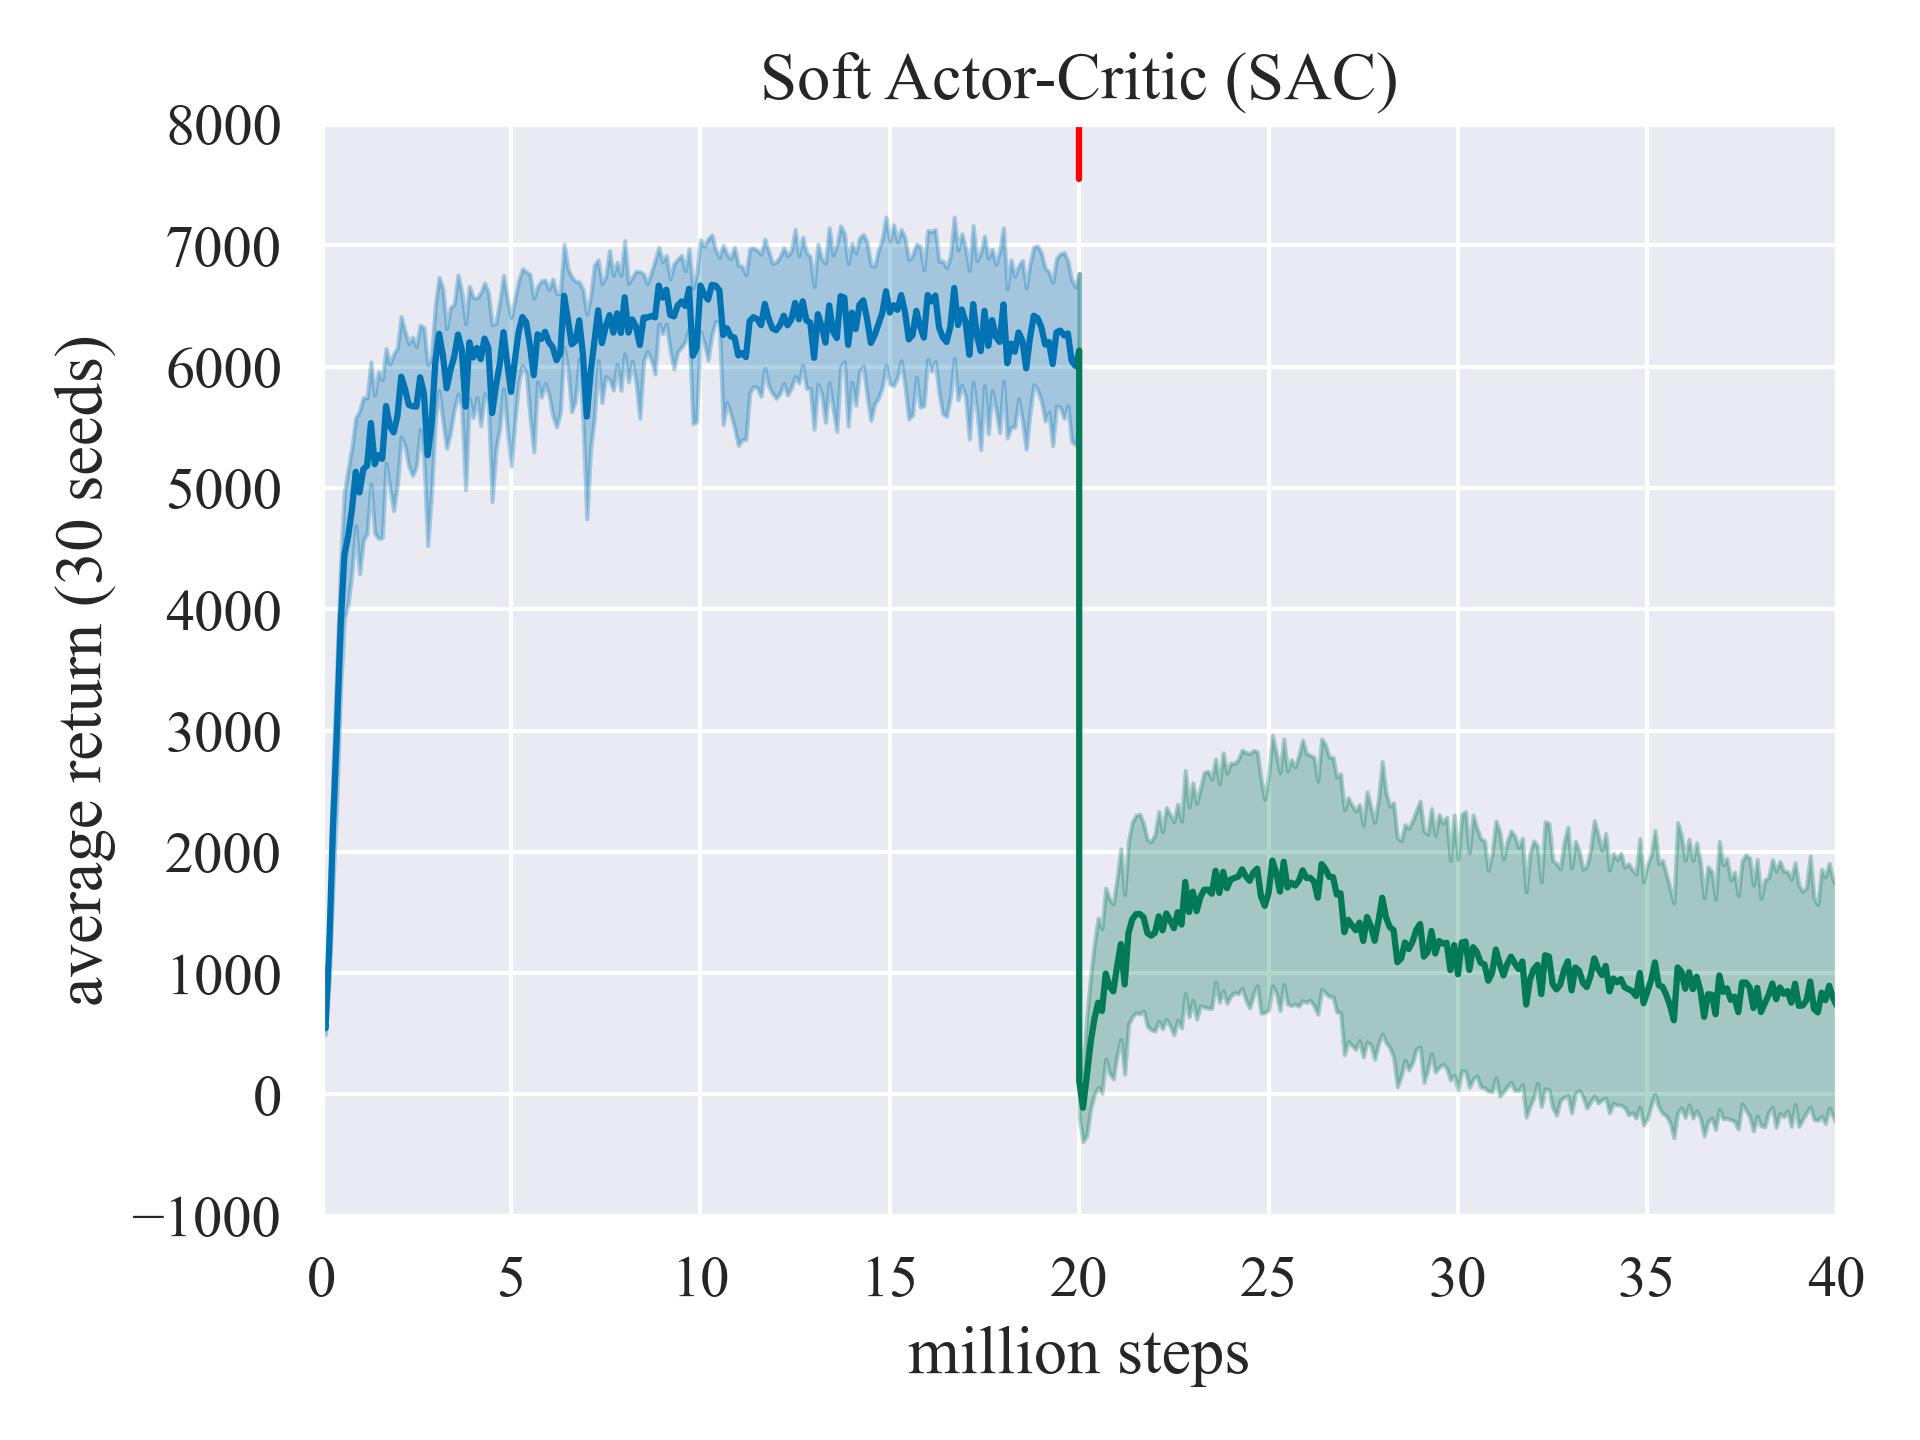 Soft Actor-Critic (SAC)
8000
7000
6000
5000
4000
3000
2000
1000
0
−1000
average return (30 seeds)
0 5 10 15 20 25 30 35 40
million steps